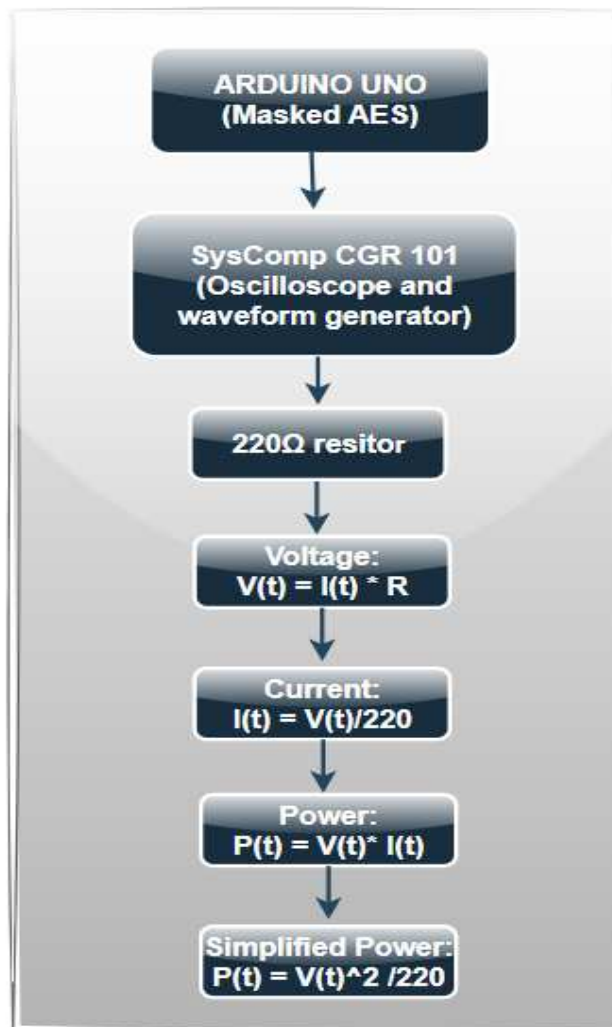 ARDUINO UNO
(Masked AES)
SysComp CGR 101
(Oscilloscope and
waveform generator)
220Ω resitor
Voltage:
V(t) = I(t) * R
Current:
I(t) = V(t)/220
Power:
P(t) = V(t)* I(t)
Simplified Power:
P(t) = V(t)^2 /220